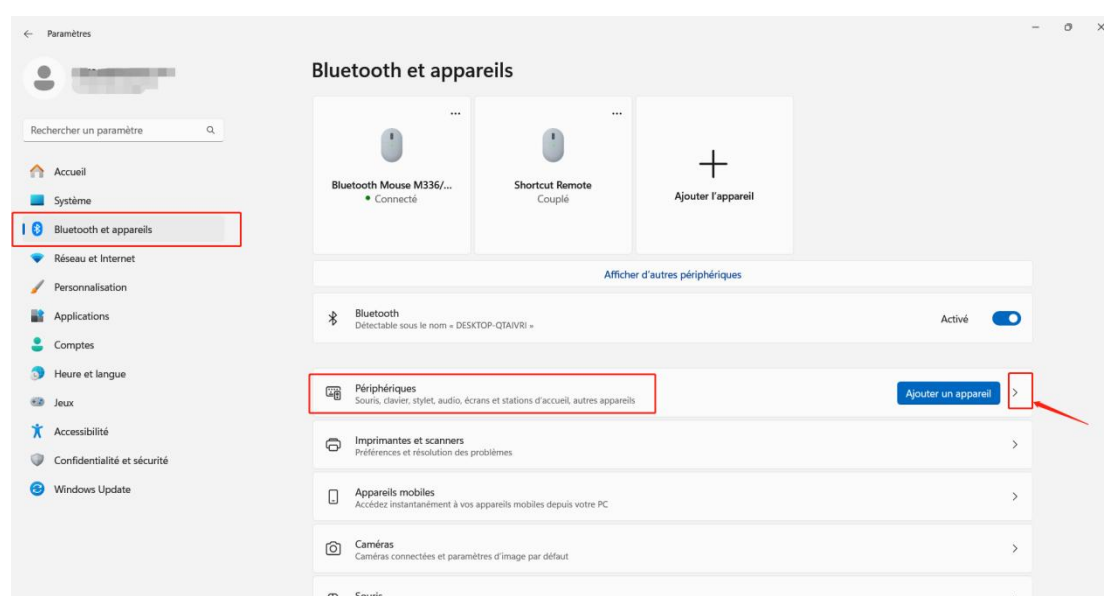 Paramètres
Rechercher un paramètre
Accueil
Système
Bluetooth et appareils
Réseau et Internet
Personnalisation
Applications
Comptes
Heure et langue
Jeux
Accessibilité
Confidentialité et sécurité
Windows Update
Bluetooth et appareils
Bluetooth Mouse M336/...
Connecté
Shortcut Remote
Couplé
Ajouter l'appareil
Afficher d'autres périphériques
Bluetooth
Détectable sous le nom « DESKTOP-QTAIVRI »
Activé
Périphériques
Souris, clavier, stylet, audio, écrans et stations d'accueil, autres appareils
Ajouter un appareil
Imprimantes et scanners
Préférences et résolution des problèmes
Appareils mobiles
Accédez instantanément à vos appareils mobiles depuis votre PC
Caméras
Caméras connectées et paramètres d'image par défaut
Souris